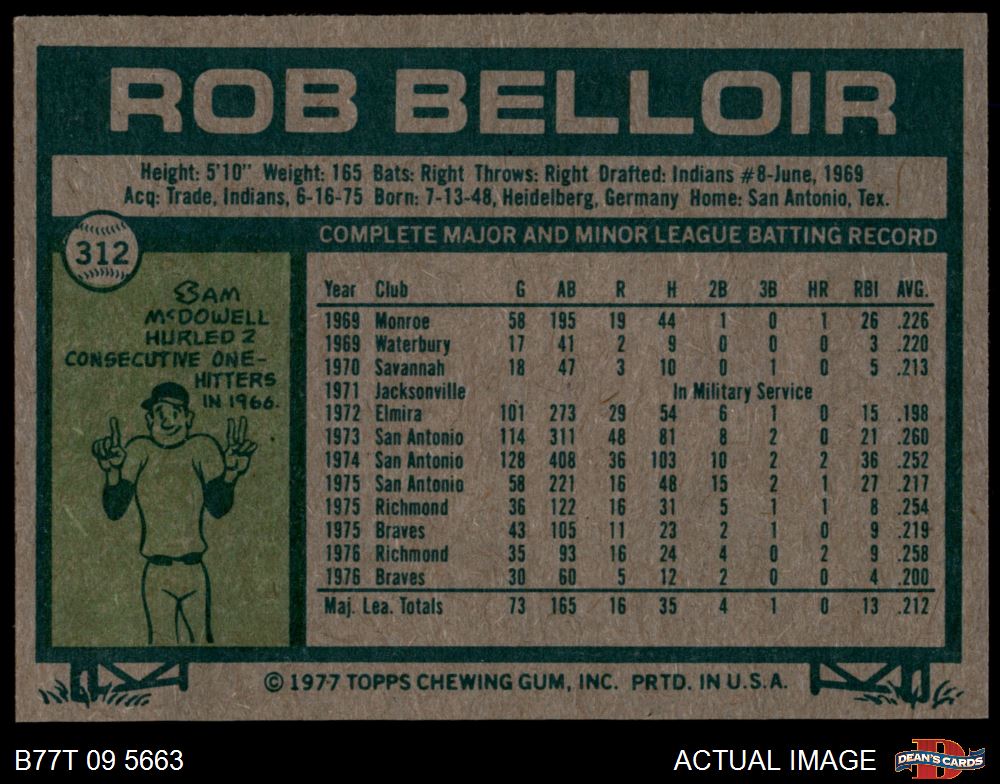 ROB BELLOIR
Height: 5'10" Weight: 165 Bats: Right Throws: Right Drafted: Indians #8-June, 1969
Acq: Trade, Indians, 6-16-75 Born: 7-13-48, Heidelberg, Germany Home: San Antonio, Tex.
312
SAM
McDOWELL
HURLED 2
CONSECUTIVE ONE-
HITTERS
IN 1966.
COMPLETE MAJOR AND MINOR LEAGUE BATTING RECORD
Year Club G AB R H 2B 3B HR RBI AVG.
1969 Monroe 58 195 19 44 1 0 1 26 .226
1969 Waterbury 17 41 2 9 0 0 0 3 .220
1970 Savannah 18 47 3 10 0 1 0 5 .213
1971 Jacksonville In Military Service
1972 Elmira 101 273 29 54 6 1 0 15 .198
1973 San Antonio 114 311 48 81 8 2 0 21 .260
1974 San Antonio 128 408 36 103 10 2 2 36 .252
1975 San Antonio 58 221 16 48 15 2 1 27 .217
1975 Richmond 36 122 16 31 5 1 1 8 .254
1975 Braves 43 105 11 23 2 1 0 9 .219
1976 Richmond 35 93 16 24 4 0 2 9 .258
1976 Braves 30 60 5 12 2 0 0 4 .200
Maj. Lea. Totals 73 165 16 35 4 1 0 13 .212
© 1977 TOPPS CHEWING GUM, INC. PRTD. IN U.S.A.
B77T 09 5663
ACTUAL IMAGE
D
DEAN'S CARDS